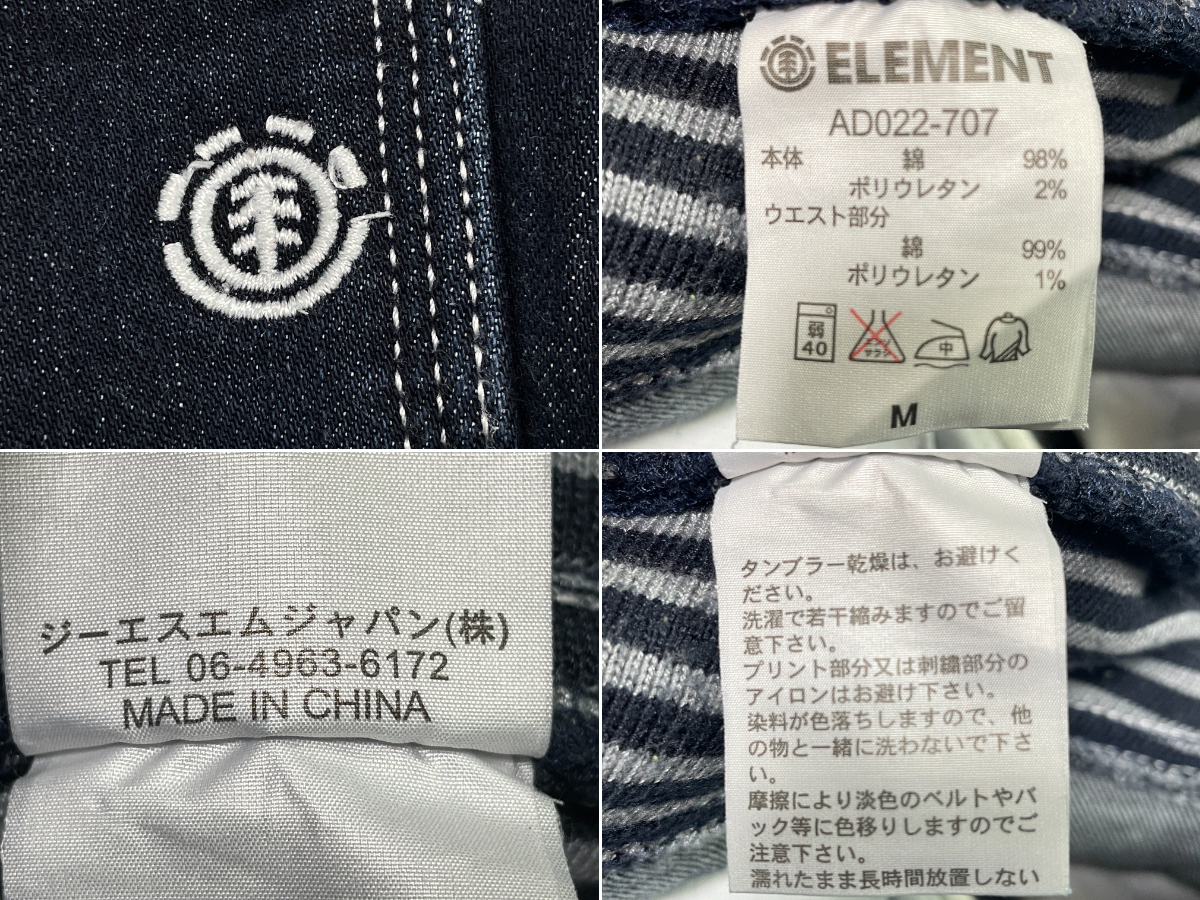 ELEMENT
AD022-707
本体 綿 98%
ポリウレタン 2%
ウエスト部分
綿 99%
ポリウレタン 1%
弱
40
エンソ
サラシ
中
M
ジーエスエムジャパン(株)
TEL 06-4963-6172
MADE IN CHINA
タンブラー乾燥は、お避けく
ださい。
洗濯で若干縮みますのでご留
意下さい。
プリント部分又は刺繍部分の
アイロンはお避け下さい。
染料が色落ちしますので、他
の物と一緒に洗わないで下さ
い。
摩擦により淡色のベルトやバ
ック等に色移りしますのでご
注意下さい。
濡れたまま長時間放置しない